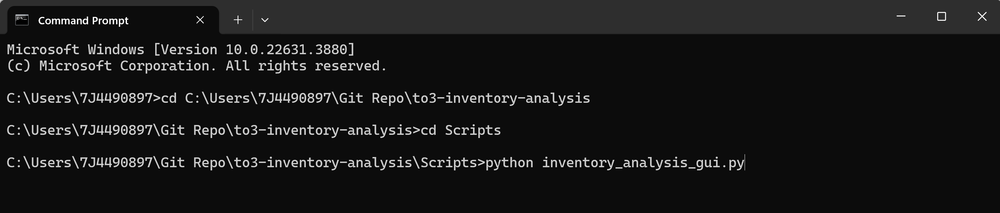 Command Prompt
Microsoft Windows [Version 10.0.22631.3880]
(c) Microsoft Corporation. All rights reserved.
C:\Users\7J4490897>cd C:\Users\7J4490897\Git Repo\to3-inventory-analysis
C:\Users\7J4490897\Git Repo\to3-inventory-analysis>cd Scripts
C:\Users\7J4490897\Git Repo\to3-inventory-analysis\Scripts>python inventory_analysis_gui.py